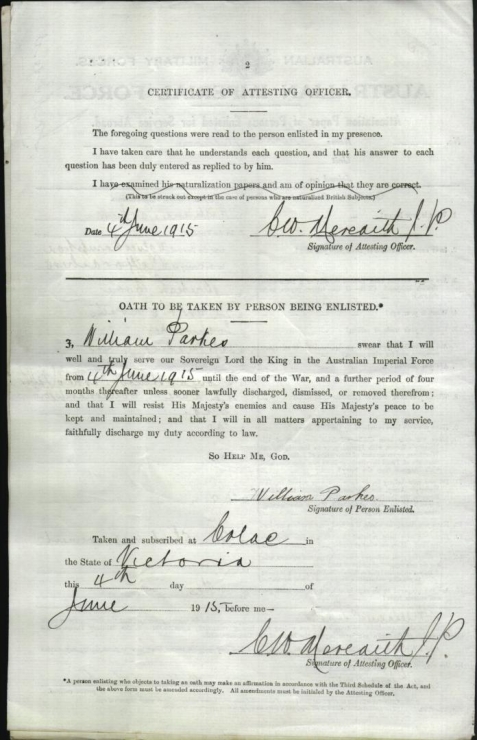 2
CERTIFICATE OF ATTESTING OFFICER.
The foregoing questions were read to the person enlisted in my presence.
I have taken care that he understands each question, and that his answer to each
question has been duly entered as replied to by him.
I have examined his naturalization papers and am of opinion that they are correct.
(This to be struck out except in the case of persons who are naturalized British Subjects.)
Date 4th June 1915 C.W. Meredith J.P.
Signature of Attesting Officer.
OATH TO BE TAKEN BY PERSON BEING ENLISTED.*
I, William Parkes swear that I will
well and truly serve our Sovereign Lord the King in the Australian Imperial Force
from 4th June 1915 until the end of the War, and a further period of four
months thereafter unless sooner lawfully discharged, dismissed, or removed therefrom;
and that I will resist His Majesty's enemies and cause His Majesty's peace to be
kept and maintained; and that I will in all matters appertaining to my service,
faithfully discharge my duty according to law.
SO HELP ME, GOD.
William Parkes.
Signature of Person Enlisted.
Taken and subscribed at Colac in
the State of Victoria
this 4th day of
June 1915, before me—
C.W. Meredith J.P.
Signature of Attesting Officer.
*A person enlisting who objects to taking an oath may make an affirmation in accordance with the Third Schedule of the Act, and
the above form must be amended accordingly. All amendments must be initialed by the Attesting Officer.